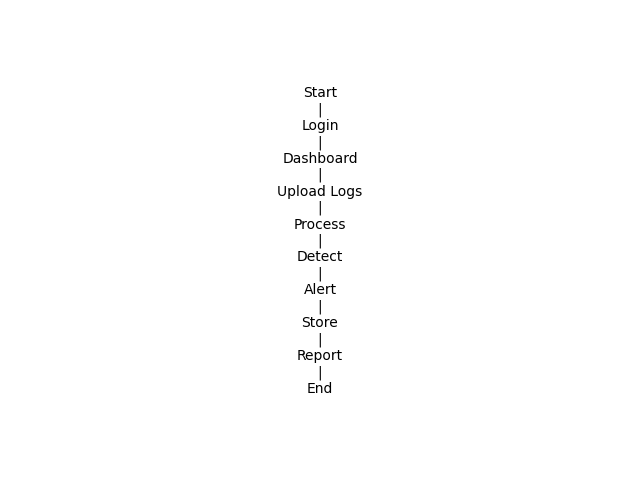 Start
|
Login
|
Dashboard
|
Upload Logs
|
Process
|
Detect
|
Alert
|
Store
|
Report
|
End